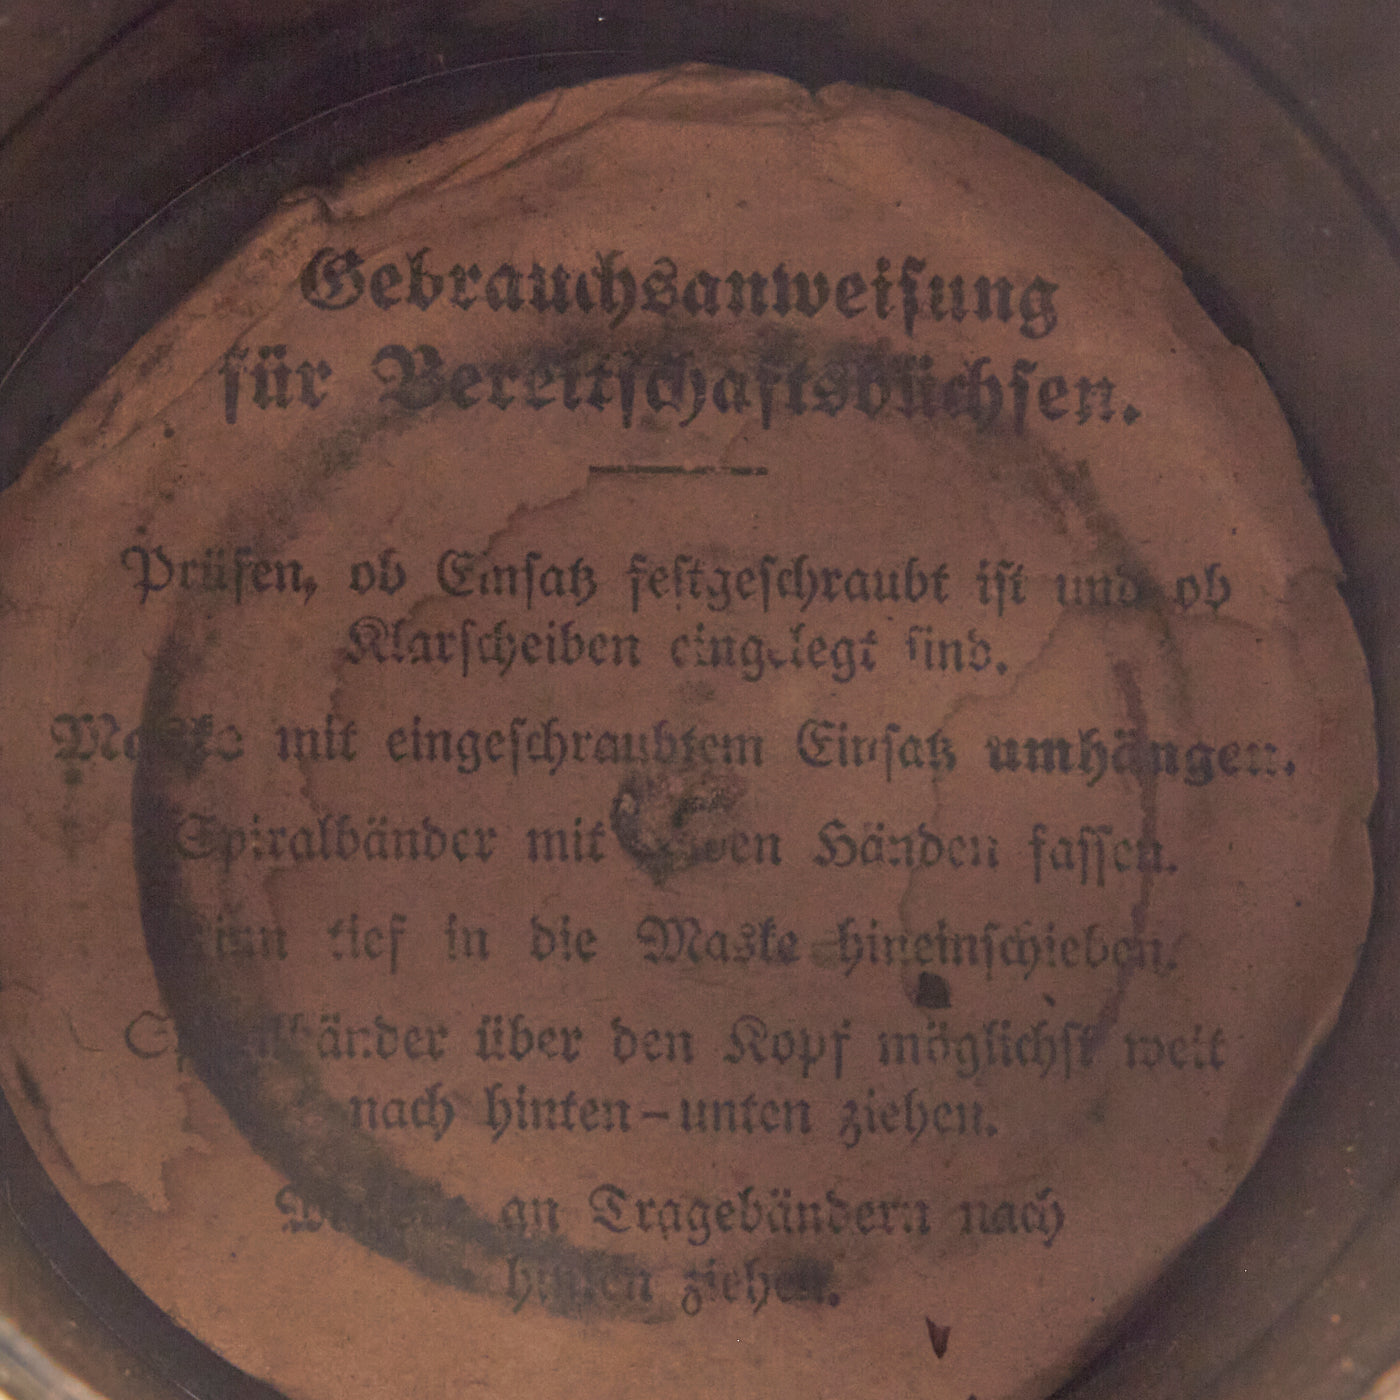 Gebrauchsanweisung
für Bereitschaftsbüchsen.
Prüfen, ob Einsatz festgeschraubt ist und ob
Klarscheiben eingelegt sind.
Maske mit eingeschraubtem Einsatz umhängen.
Spiralbänder mit Händen fassen.
tief in die Maske hineinschieben.
Spiralbänder über den Kopf möglichst weit
nach hinten-unten ziehen.
an Tragebändern nach
hinten ziehen.